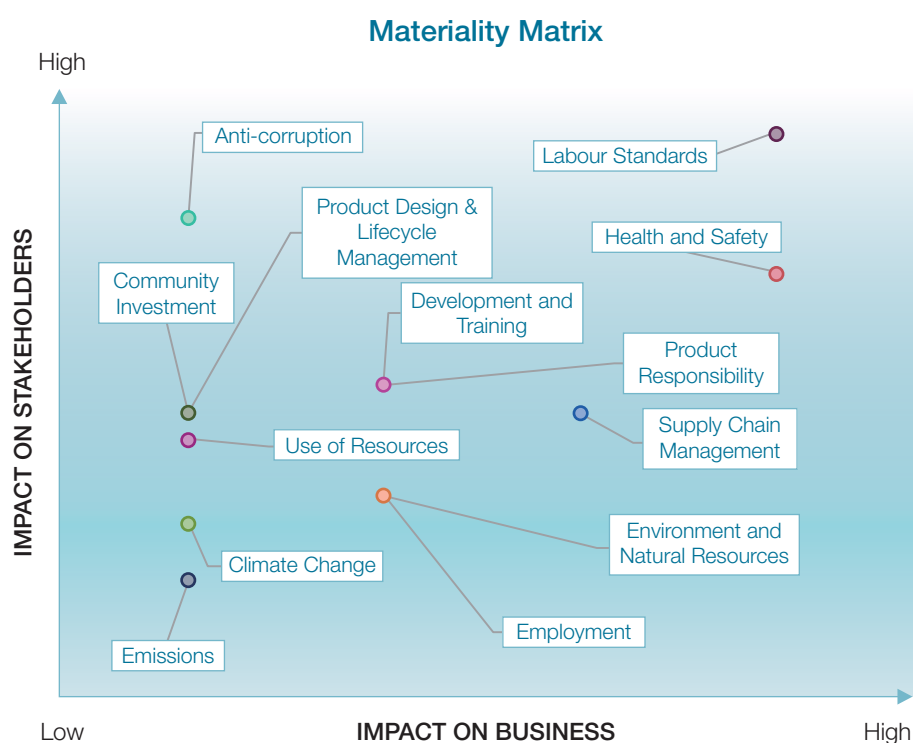 Materiality Matrix
High
Anti-corruption
Labour Standards
Product Design &
Lifecycle
Management
Health and Safety
Community
Investment
Development and
Training
Product
Responsibility
Supply Chain
Management
Use of Resources
Environment and
Natural Resources
Climate Change
Employment
Emissions
IMPACT ON STAKEHOLDERS
Low
IMPACT ON BUSINESS
High